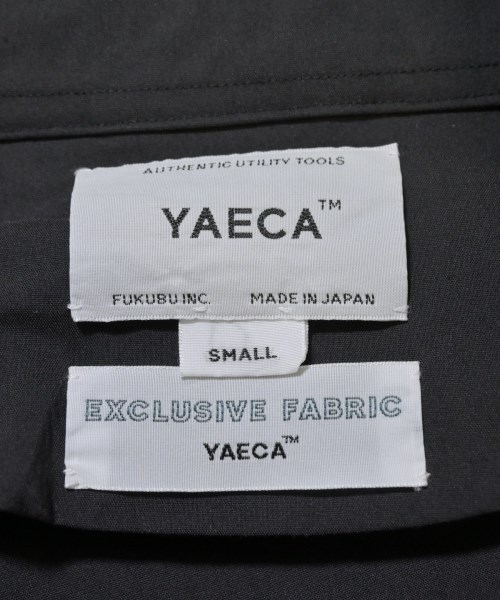 AUTHENTIC UTILITY TOOLS
YAECA™
FUKUBU INC. MADE IN JAPAN
SMALL
EXCLUSIVE FABRIC
YAECA™